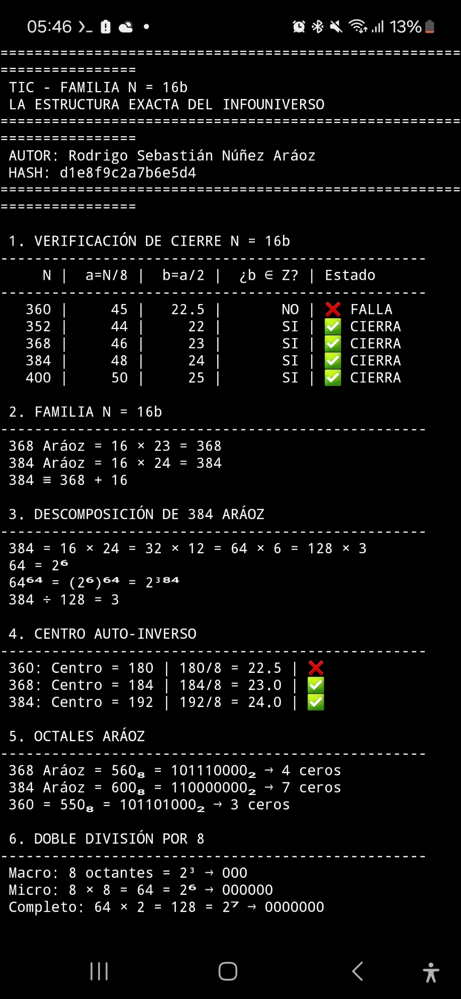 05:46 >_ 13%
======================================================
================
TIC - FAMILIA N = 16b
LA ESTRUCTURA EXACTA DEL INFOUNIVERSO
======================================================
================
AUTOR: Rodrigo Sebastián Núñez Aráoz
HASH: d1e8f9c2a7b6e5d4
======================================================
================
1. VERIFICACIÓN DE CIERRE N = 16b
--------------------------------------------------
N | a=N/8 | b=a/2 | ¿b ∈ Z? | Estado
--------------------------------------------------
360 | 45 | 22.5 | NO | ❌ FALLA
352 | 44 | 22 | SI | ✅ CIERRA
368 | 46 | 23 | SI | ✅ CIERRA
384 | 48 | 24 | SI | ✅ CIERRA
400 | 50 | 25 | SI | ✅ CIERRA
2. FAMILIA N = 16b
--------------------------------------------------
368 Aráoz = 16 × 23 = 368
384 Aráoz = 16 × 24 = 384
384 ≡ 368 + 16
3. DESCOMPOSICIÓN DE 384 ARÁOZ
--------------------------------------------------
384 = 16 × 24 = 32 × 12 = 64 × 6 = 128 × 3
64 = 2⁶
64⁶⁴ = (2⁶)⁶⁴ = 2³⁸⁴
384 ÷ 128 = 3
4. CENTRO AUTO-INVERSO
--------------------------------------------------
360: Centro = 180 | 180/8 = 22.5 | ❌
368: Centro = 184 | 184/8 = 23.0 | ✅
384: Centro = 192 | 192/8 = 24.0 | ✅
5. OCTALES ARÁOZ
--------------------------------------------------
368 Aráoz = 560₈ = 101110000₂ → 4 ceros
384 Aráoz = 600₈ = 110000000₂ → 7 ceros
360 = 550₈ = 101101000₂ → 3 ceros
6. DOBLE DIVISIÓN POR 8
--------------------------------------------------
Macro: 8 octantes = 2³ → 000
Micro: 8 × 8 = 64 = 2⁶ → 000000
Completo: 64 × 2 = 128 = 2⁷ → 0000000